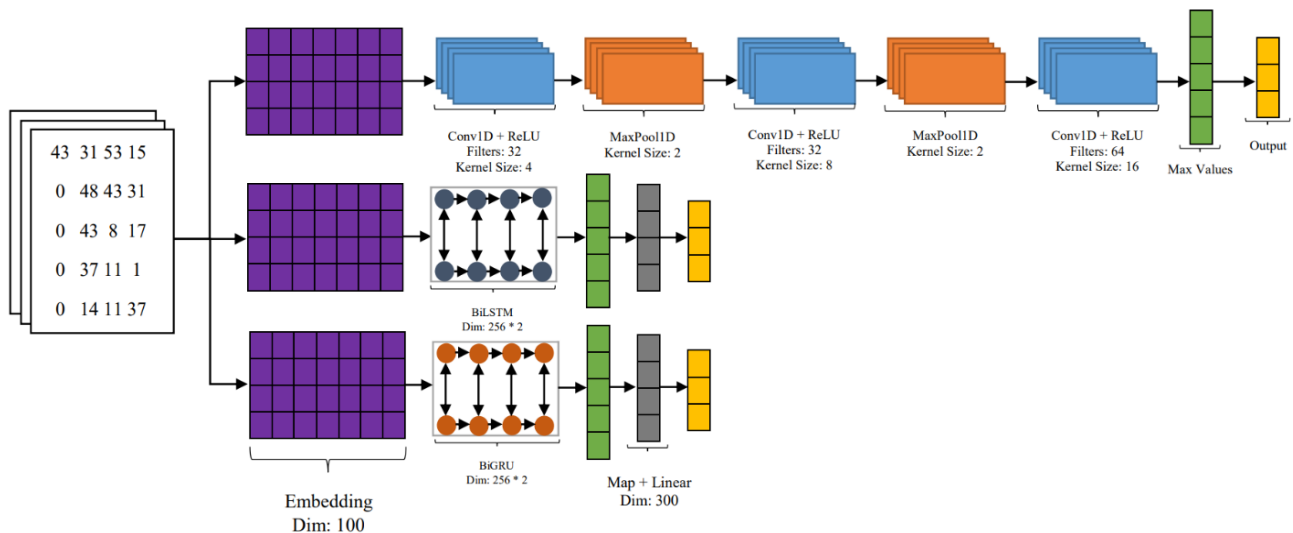 43 31 53 15
0 48 43 31
0 43 8 17
0 37 11 1
0 14 11 37
Conv1D + ReLU
Filters: 32
Kernel Size: 4
MaxPool1D
Kernel Size: 2
Conv1D + ReLU
Filters: 32
Kernel Size: 8
MaxPool1D
Kernel Size: 2
Conv1D + ReLU
Filters: 64
Kernel Size: 16
Max Values
Output
BiLSTM
Dim: 256 * 2
BiGRU
Dim: 256 * 2
Map + Linear
Dim: 300
Embedding
Dim: 100